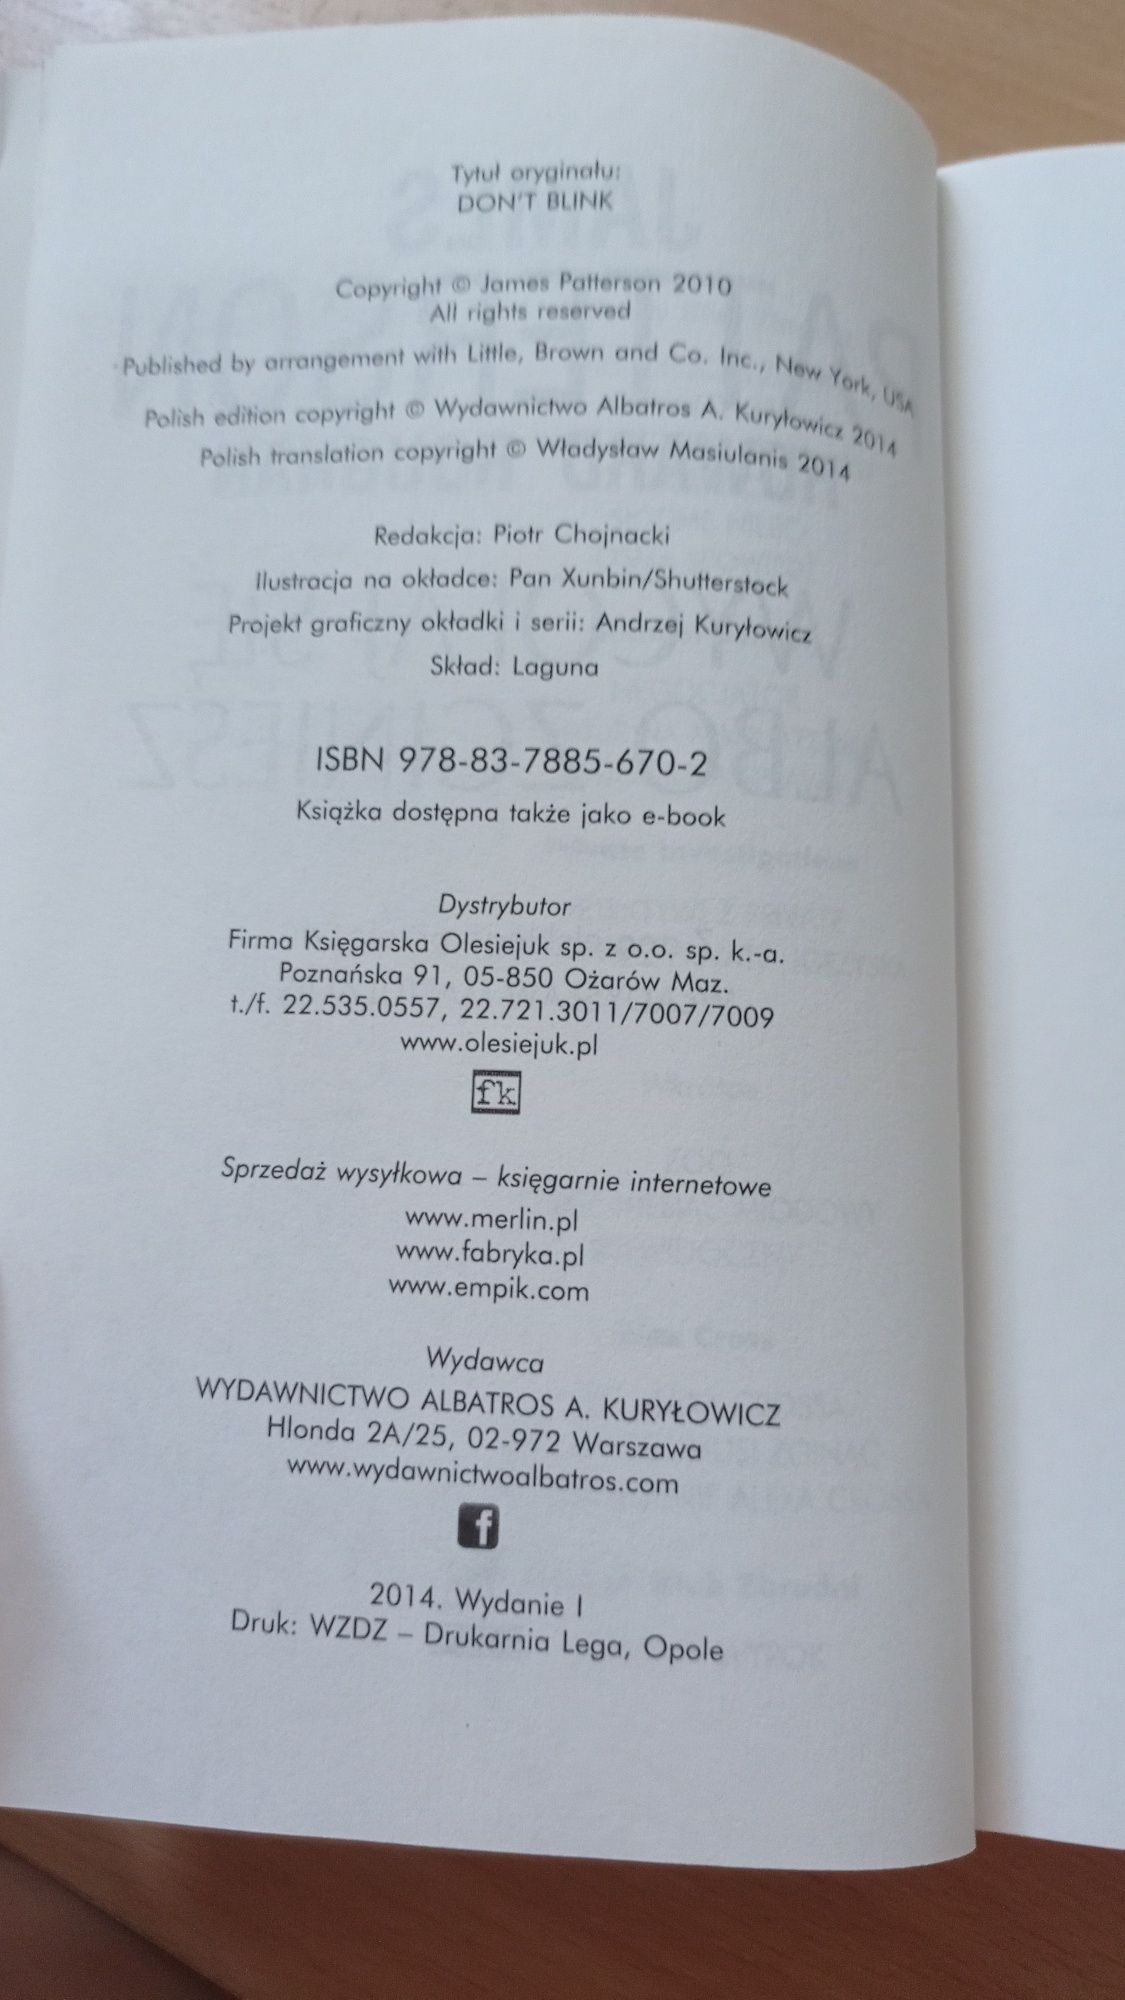 Tytuł oryginału:
DON'T BLINK
Copyright © James Patterson 2010
All rights reserved
Published by arrangement with Little, Brown and Co. Inc., New York, USA
Polish edition copyright © Wydawnictwo Albatros A. Kuryłowicz 2014
Polish translation copyright © Władysław Masiulanis 2014
Redakcja: Piotr Chojnacki
Ilustracja na okładce: Pan Xunbin/Shutterstock
Projekt graficzny okładki i serii: Andrzej Kuryłowicz
Skład: Laguna
ISBN 978-83-7885-670-2
Książka dostępna także jako e-book
Dystrybutor
Firma Księgarska Olesiejuk sp. z o.o. sp. k.-a.
Poznańska 91, 05-850 Ożarów Maz.
t./f. 22.535.0557, 22.721.3011/7007/7009
www.olesiejuk.pl
fk
Sprzedaż wysyłkowa – księgarnie internetowe
www.merlin.pl
www.fabryka.pl
www.empik.com
Wydawca
WYDAWNICTWO ALBATROS A. KURYŁOWICZ
Hlonda 2A/25, 02-972 Warszawa
www.wydawnictwoalbatros.com
f
2014. Wydanie I
Druk: WZDZ – Drukarnia Lega, Opole